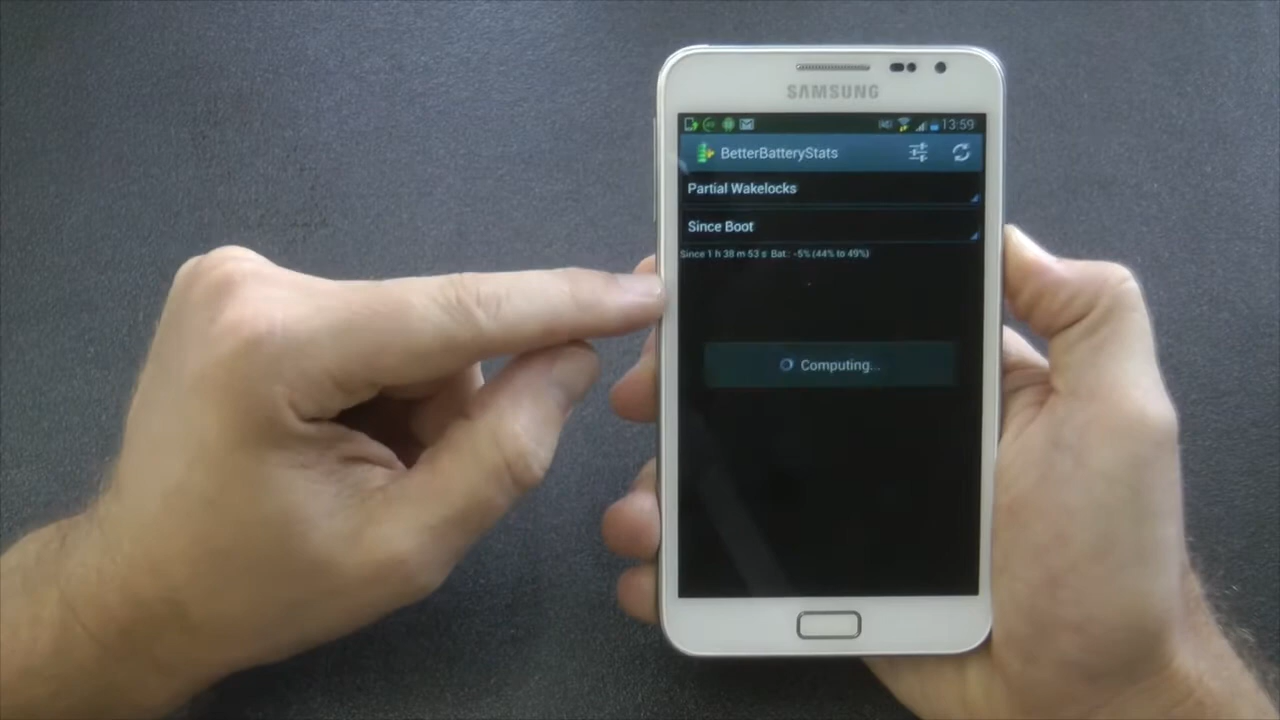 SAMSUNG
13:59
BetterBatteryStats
Partial Wakelocks
Since Boot
Since 1 h 38 m 53 s Bat.: -5% (44% to 49%)
Computing...